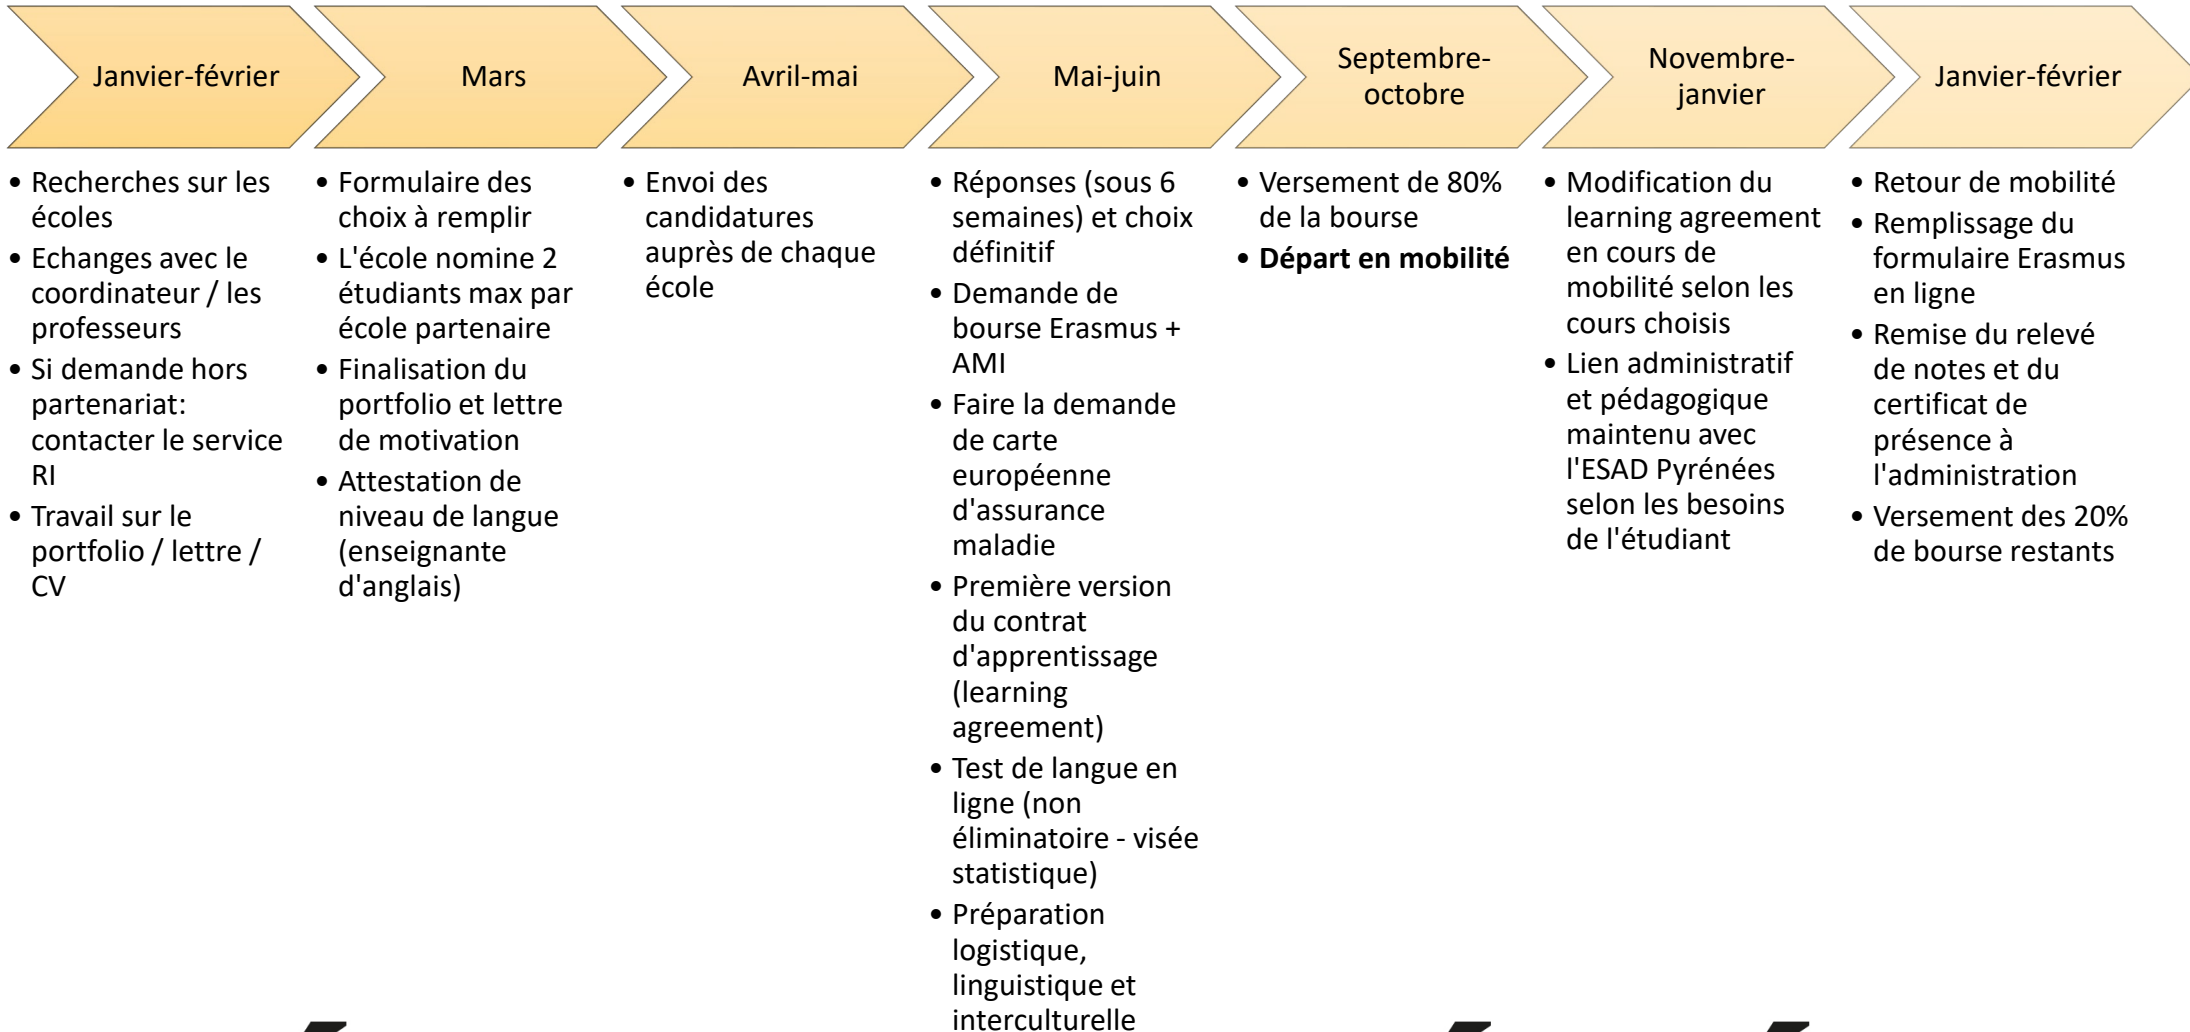 Janvier-février
• Recherches sur les
écoles
• Echanges avec le
coordinateur / les
professeurs
• Si demande hors
partenariat:
contacter le service
RI
• Travail sur le
portfolio / lettre /
CV
Mars
• Formulaire des
choix à remplir
• L'école nomine 2
étudiants max par
école partenaire
• Finalisation du
portfolio et lettre
de motivation
• Attestation de
niveau de langue
(enseignante
d'anglais)
Avril-mai
• Envoi des
candidatures
auprès de chaque
école
Mai-juin
• Réponses (sous 6
semaines) et choix
définitif
• Demande de
bourse Erasmus +
AMI
• Faire la demande
de carte
européenne
d'assurance
maladie
• Première version
du contrat
d'apprentissage
(learning
agreement)
• Test de langue en
ligne (non
éliminatoire - visée
statistique)
• Préparation
logistique,
linguistique et
interculturelle
Septembre-
octobre
• Versement de 80%
de la bourse
• Départ en mobilité
Novembre-
janvier
• Modification du
learning agreement
en cours de
mobilité selon les
cours choisis
• Lien administratif
et pédagogique
maintenu avec
l'ESAD Pyrénées
selon les besoins
de l'étudiant
Janvier-février
• Retour de mobilité
• Remplissage du
formulaire Erasmus
en ligne
• Remise du relevé
de notes et du
certificat de
présence à
l'administration
• Versement des 20%
de bourse restants